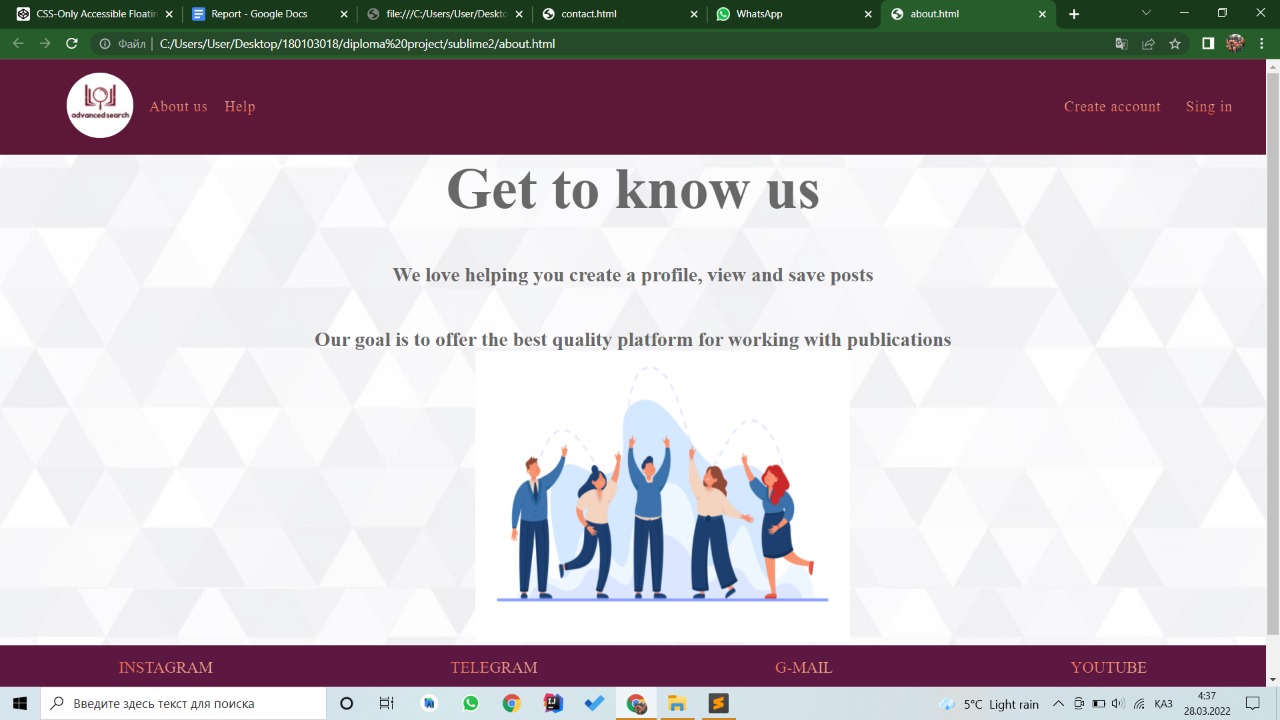 CSS-Only Accessible Floatin
Report - Google Docs
file:///C:/Users/User/Deskto
contact.html
WhatsApp
about.html
Файл | C:/Users/User/Desktop/180103018/diploma%20project/sublime2/about.html
advancedsearch
About us
Help
Create account
Sing in
Get to know us
We love helping you create a profile, view and save posts
Our goal is to offer the best quality platform for working with publications
INSTAGRAM
TELEGRAM
G-MAIL
YOUTUBE
Введите здесь текст для поиска
5°C Light rain
КАЗ
4:37
28.03.2022